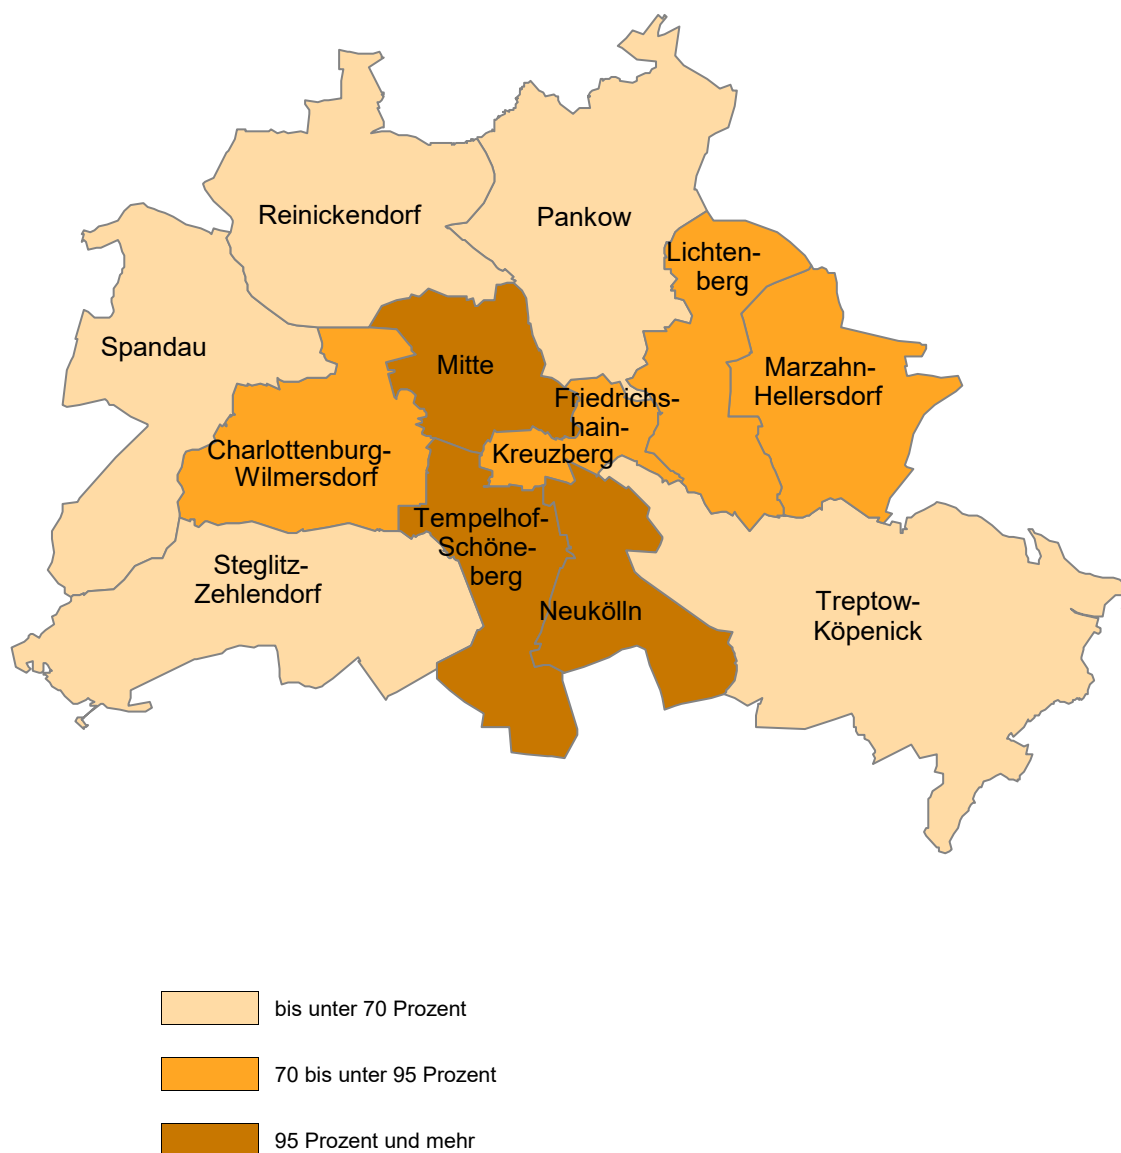 Reinickendorf
Pankow
Lichten-
berg
Spandau
Mitte
Marzahn-
Hellersdorf
Friedrichs-
hain-
Kreuzberg
Charlottenburg-
Wilmersdorf
Tempelhof-
Schöne-
berg
Steglitz-
Zehlendorf
Neukölln
Treptow-
Köpenick
bis unter 70 Prozent
70 bis unter 95 Prozent
95 Prozent und mehr